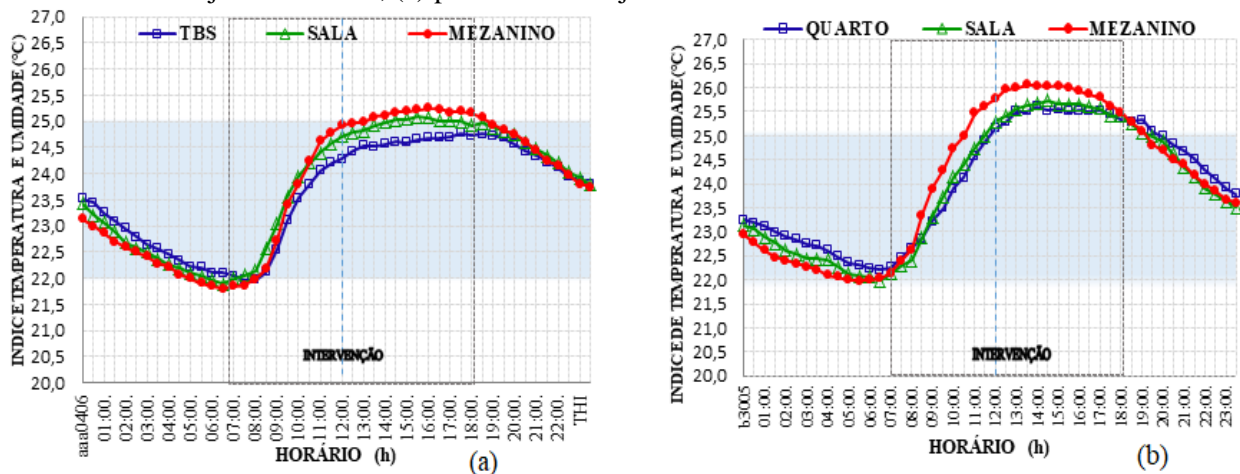 27,0
26,5
26,0
25,5
25,0
24,5
24,0
23,5
23,0
22,5
22,0
21,5
21,0
20,5
20,0
INDICE TEMPERATURA E UMIDADE (°C)
TBS SALA MEZANINO
INTERVENÇÃO
aaa0406 01:00. 02:00. 03:00. 04:00. 05:00. 06:00. 07:00. 08:00. 09:00. 10:00. 11:00. 12:00. 13:00. 14:00. 15:00. 16:00. 17:00. 18:00. 19:00. 20:00. 21:00. 22:00. THI
HORÁRIO (h)
(a)
QUARTO SALA MEZANINO
27,0
26,5
26,0
25,5
25,0
24,5
24,0
23,5
23,0
22,5
22,0
21,5
21,0
20,5
20,0
INDICE DE TEMPERATURA E UMIDADE (°C)
INTERVENÇÃO
b3005 01:00. 02:00. 03:00. 04:00. 05:00. 06:00. 07:00. 08:00. 09:00. 10:00. 11:00. 12:00. 13:00. 14:00. 15:00. 16:00. 17:00. 18:00. 19:00. 20:00. 21:00. 22:00. 23:00.
HORÁRIO (h)
(b)